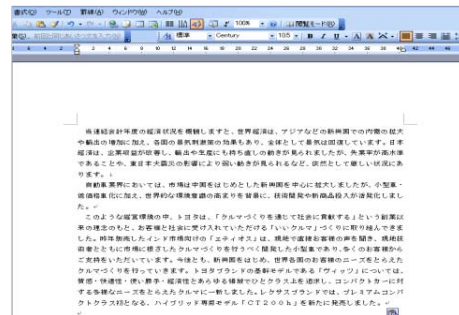 書式(O) ツール(T) 罫線(A) ウィンドウ(W) ヘルプ(H)
100% 閲覧モード(R)
標準 Century 10.5 B I U A
当連結会計年度の経済状況を概観しますと、世界経済は、アジアなどの新興国での内需の拡大
や輸出の増加に加え、各国の景気刺激策の効果もあり、全体として景気は回復しています。日本
経済は、企業収益が改善し、輸出や生産にも持ち直しの動きが見られましたが、失業率が高水準
であることや、東日本大震災の影響により弱い動きが見られるなど、依然として厳しい状況にあ
ります。
自動車業界においては、市場は中国をはじめとした新興国を中心に拡大しましたが、小型車・
低価格車化に加え、世界的な環境意識の高まりを背景に、技術開発や新商品投入が活発化しまし
た。
このような経営環境の中、トヨタは、「クルマづくりを通じて社会に貢献する」という創業以
来の理念のもと、お客様と社会に受け入れていただける「いいクルマ」づくりに取り組んできま
した。昨年販売したインド市場向けの「エティオス」は、現地で直接お客様の声を聞き、現地技
術者とともに市場に根ざしたクルマづくりを行うべく開発した小型車であり、多くのお客様から
ご支持をいただいています。今後とも、新興国をはじめ、世界各国のお客様のニーズをとらえた
クルマづくりを行っていきます。トヨタブランドの基幹モデルである「ヴィッツ」については、
質感・快適性・使い勝手・経済性とあらゆる領域でひとクラス上を追求し、コンパクトカーに対
する多様なニーズをとらえたクルマに一新しました。レクサスブランドでは、プレミアムコンパ
クトクラス初となる、ハイブリッド専用モデル「CT200h」を新たに発売しました。